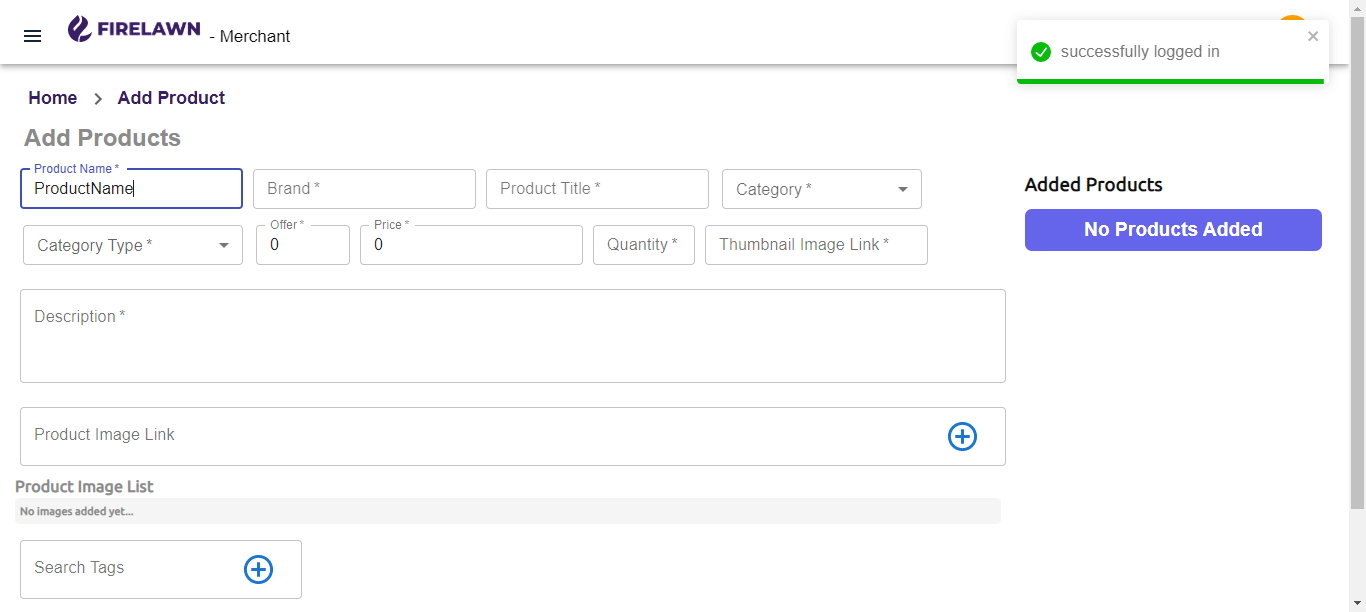 FIRELAWN - Merchant
successfully logged in
Home > Add Product
Add Products
Product Name *
ProductName
Brand *
Product Title *
Category *
Category Type *
Offer *
0
Price *
0
Quantity *
Thumbnail Image Link *
Added Products
No Products Added
Description *
Product Image Link
Product Image List
No images added yet...
Search Tags